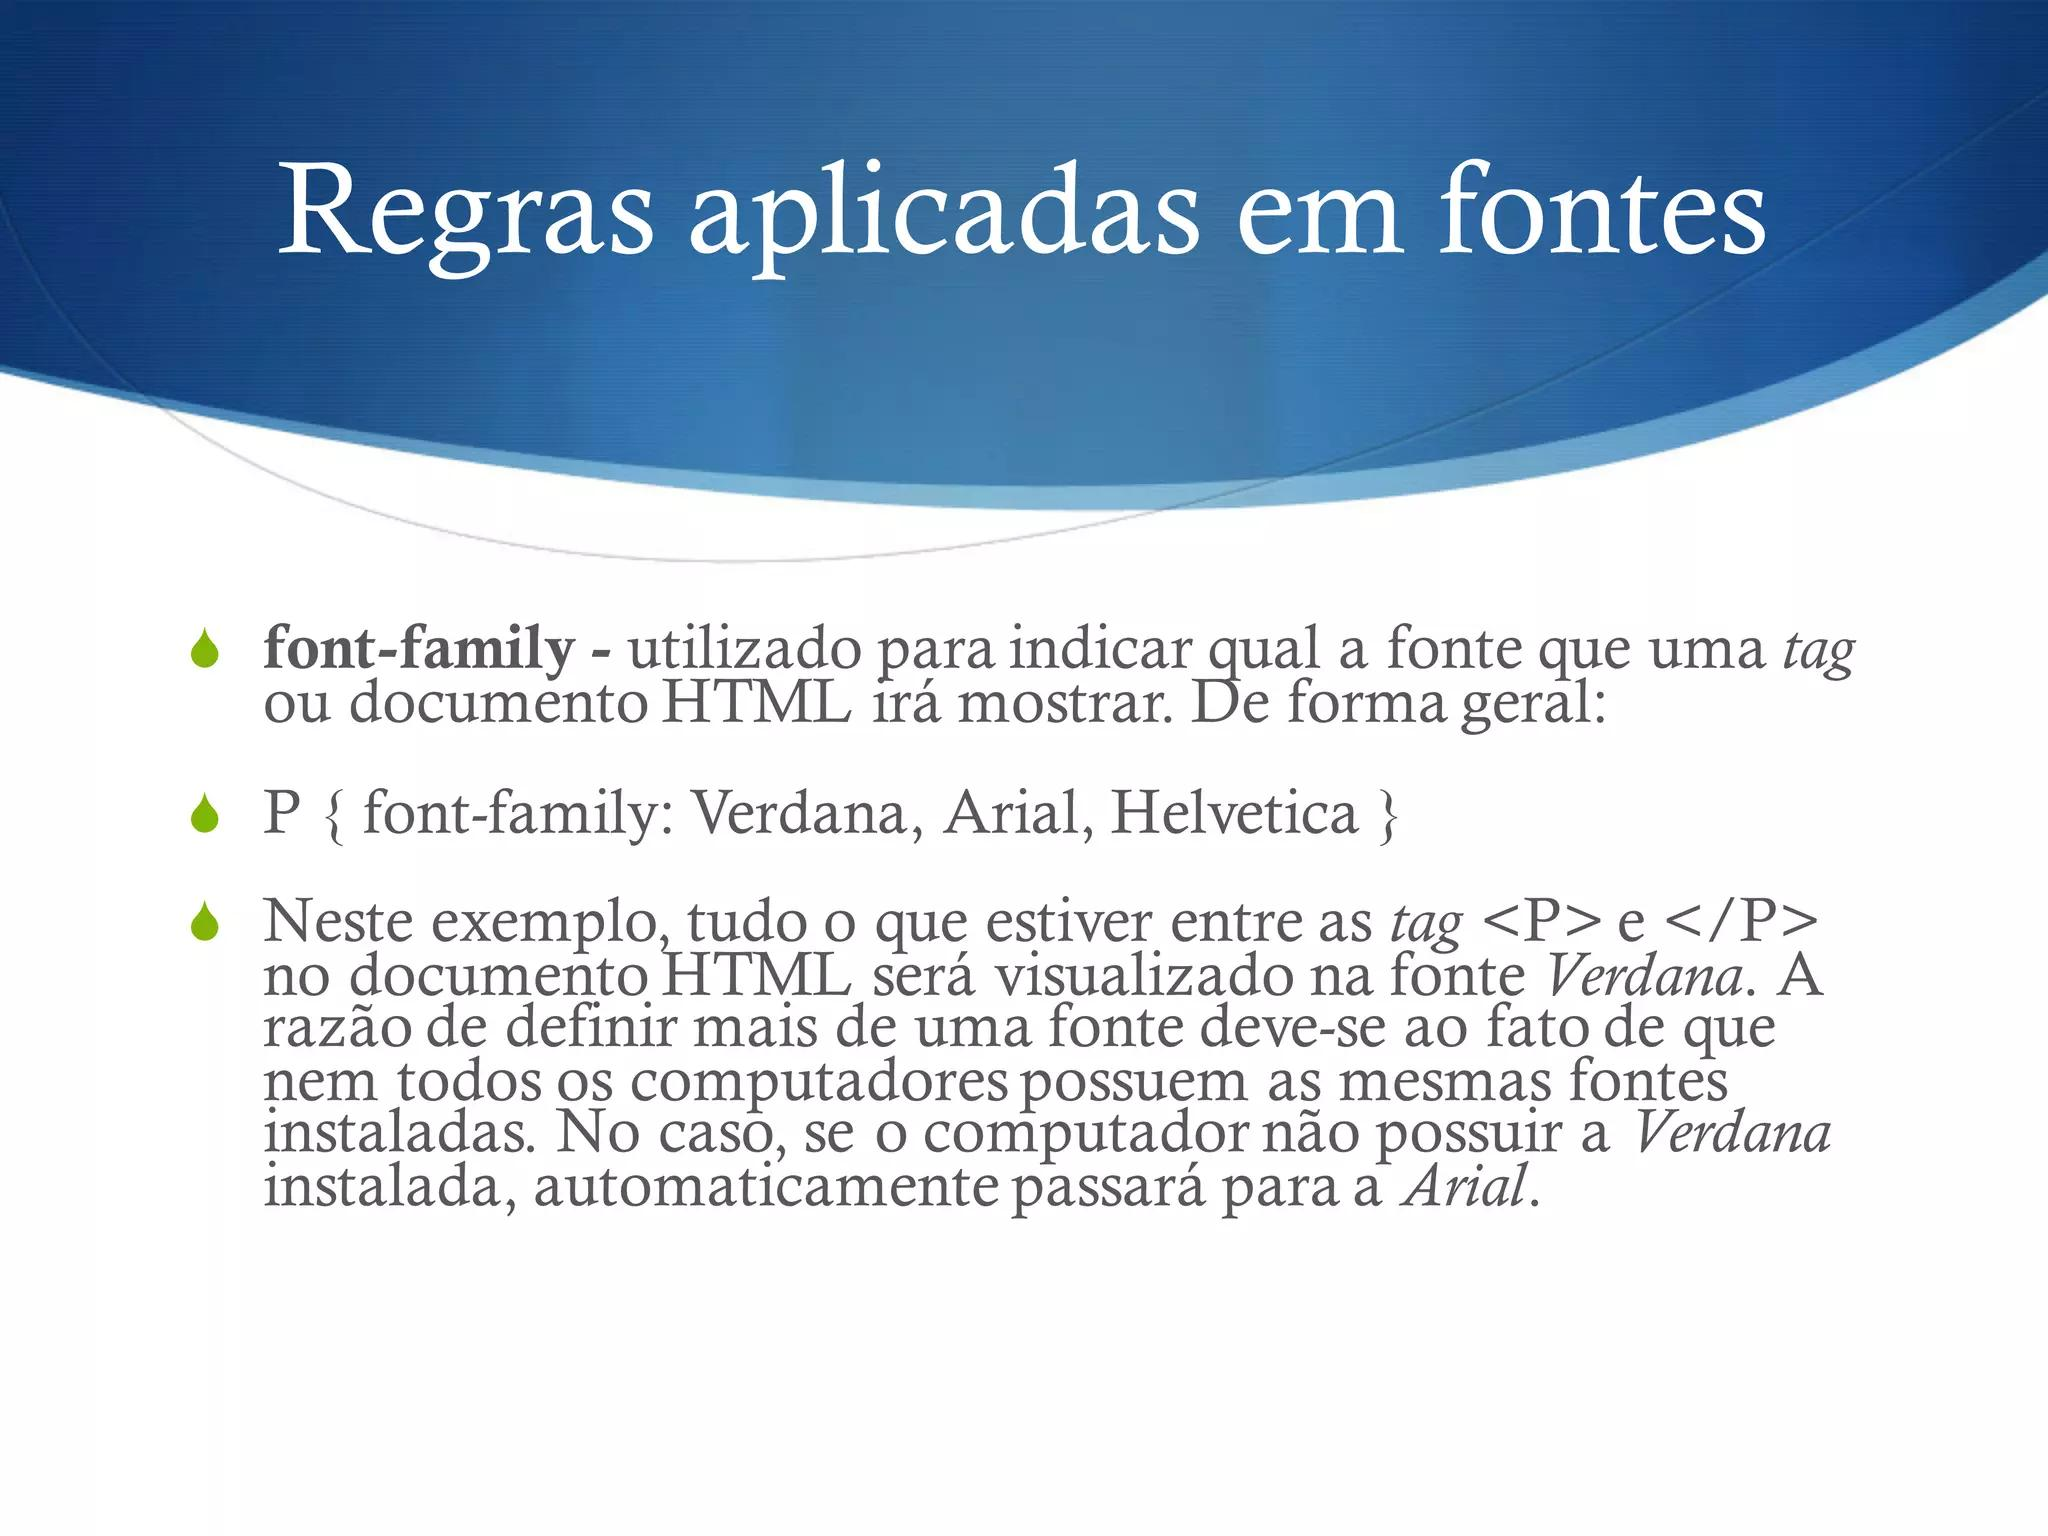 Regras aplicadas em fontes
font-family - utilizado para indicar qual a fonte que uma tag
ou documento HTML irá mostrar. De forma geral:
P { font-family: Verdana, Arial, Helvetica }
Neste exemplo, tudo o que estiver entre as tag <P> e </P>
no documento HTML será visualizado na fonte Verdana. A
razão de definir mais de uma fonte deve-se ao fato de que
nem todos os computadores possuem as mesmas fontes
instaladas. No caso, se o computador não possuir a Verdana
instalada, automaticamente passará para a Arial.